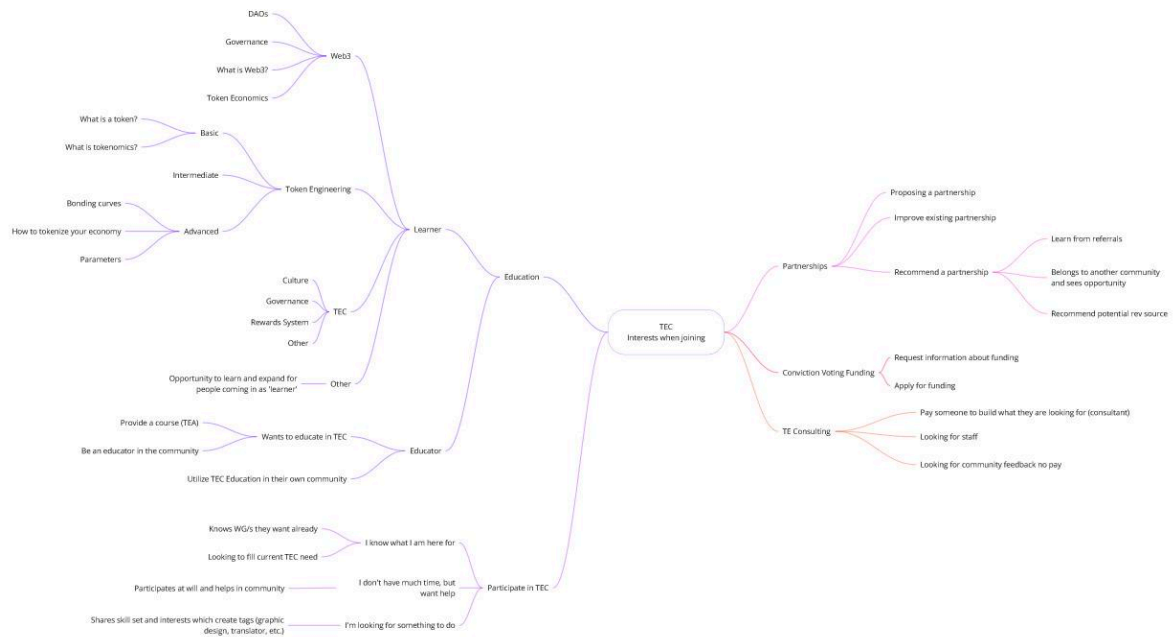 TEC
Interests when joining
Education
Learner
Web3
DAOs
Governance
What is Web3?
Token Economics
Token Engineering
Basic
What is a token?
What is tokenomics?
Intermediate
Advanced
Bonding curves
How to tokenize your economy
Parameters
TEC
Culture
Governance
Rewards System
Other
Other
Opportunity to learn and expand for
people coming in as 'learner'
Educator
Wants to educate in TEC
Provide a course (TEA)
Be an educator in the community
Utilize TEC Education in their own community
Participate in TEC
I know what I am here for
Knows WG/s they want already
Looking to fill current TEC need
I don't have much time, but
want help
Participates at will and helps in community
I'm looking for something to do
Shares skill set and interests which create tags (graphic
design, translator, etc.)
Partnerships
Proposing a partnership
Improve existing partnership
Recommend a partnership
Learn from referrals
Belongs to another community
and sees opportunity
Recommend potential rev source
Conviction Voting Funding
Request information about funding
Apply for funding
TE Consulting
Pay someone to build what they are looking for (consultant)
Looking for staff
Looking for community feedback no pay